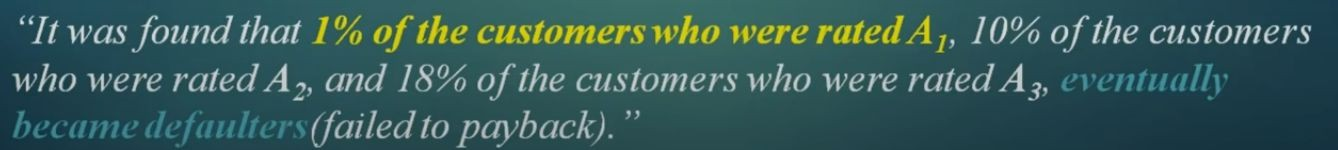 “It was found that 1% of the customers who were rated A₁, 10% of the customers
who were rated A₂, and 18% of the customers who were rated A₃, eventually
became defaulters (failed to payback).”